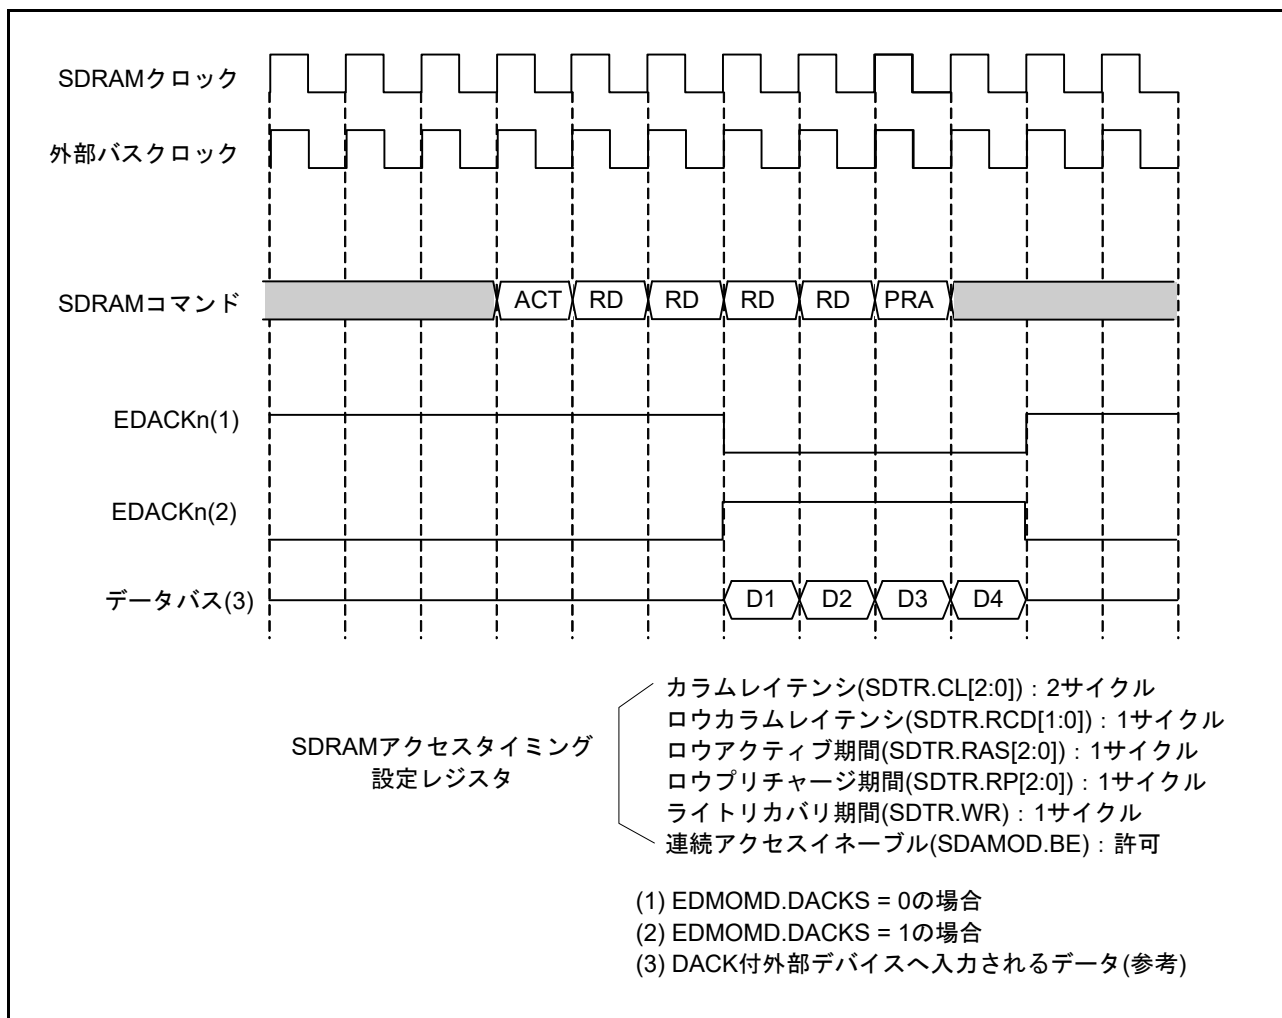 SDRAMクロック
外部バスクロック
SDRAMコマンド
ACT RD RD RD RD PRA
EDACKn(1)
EDACKn(2)
データバス(3)
D1 D2 D3 D4
SDRAMアクセスタイミング
設定レジスタ
カラムレイテンシ(SDTR.CL[2:0])：2サイクル
ロウカラムレイテンシ(SDTR.RCD[1:0])：1サイクル
ロウアクティブ期間(SDTR.RAS[2:0])：1サイクル
ロウプリチャージ期間(SDTR.RP[2:0])：1サイクル
ライトリカバリ期間(SDTR.WR)：1サイクル
連続アクセスイネーブル(SDAMOD.BE)：許可
(1) EDMOMD.DACKS = 0の場合
(2) EDMOMD.DACKS = 1の場合
(3) DACK付外部デバイスへ入力されるデータ(参考)